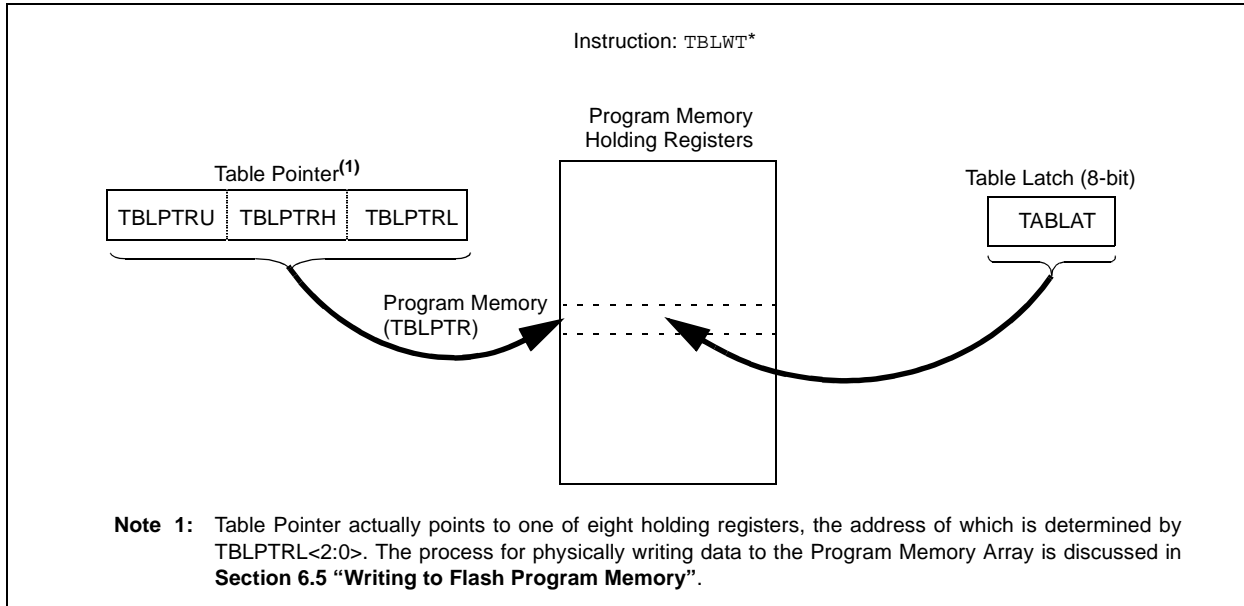 Instruction: TBLWT*
Program Memory
Holding Registers
Table Pointer(1)
Table Latch (8-bit)
TBLPTRU TBLPTRH TBLPTRL
TABLAT
Program Memory
(TBLPTR)
Note 1: Table Pointer actually points to one of eight holding registers, the address of which is determined by
TBLPTRL<2:0>. The process for physically writing data to the Program Memory Array is discussed in
Section 6.5 “Writing to Flash Program Memory”.